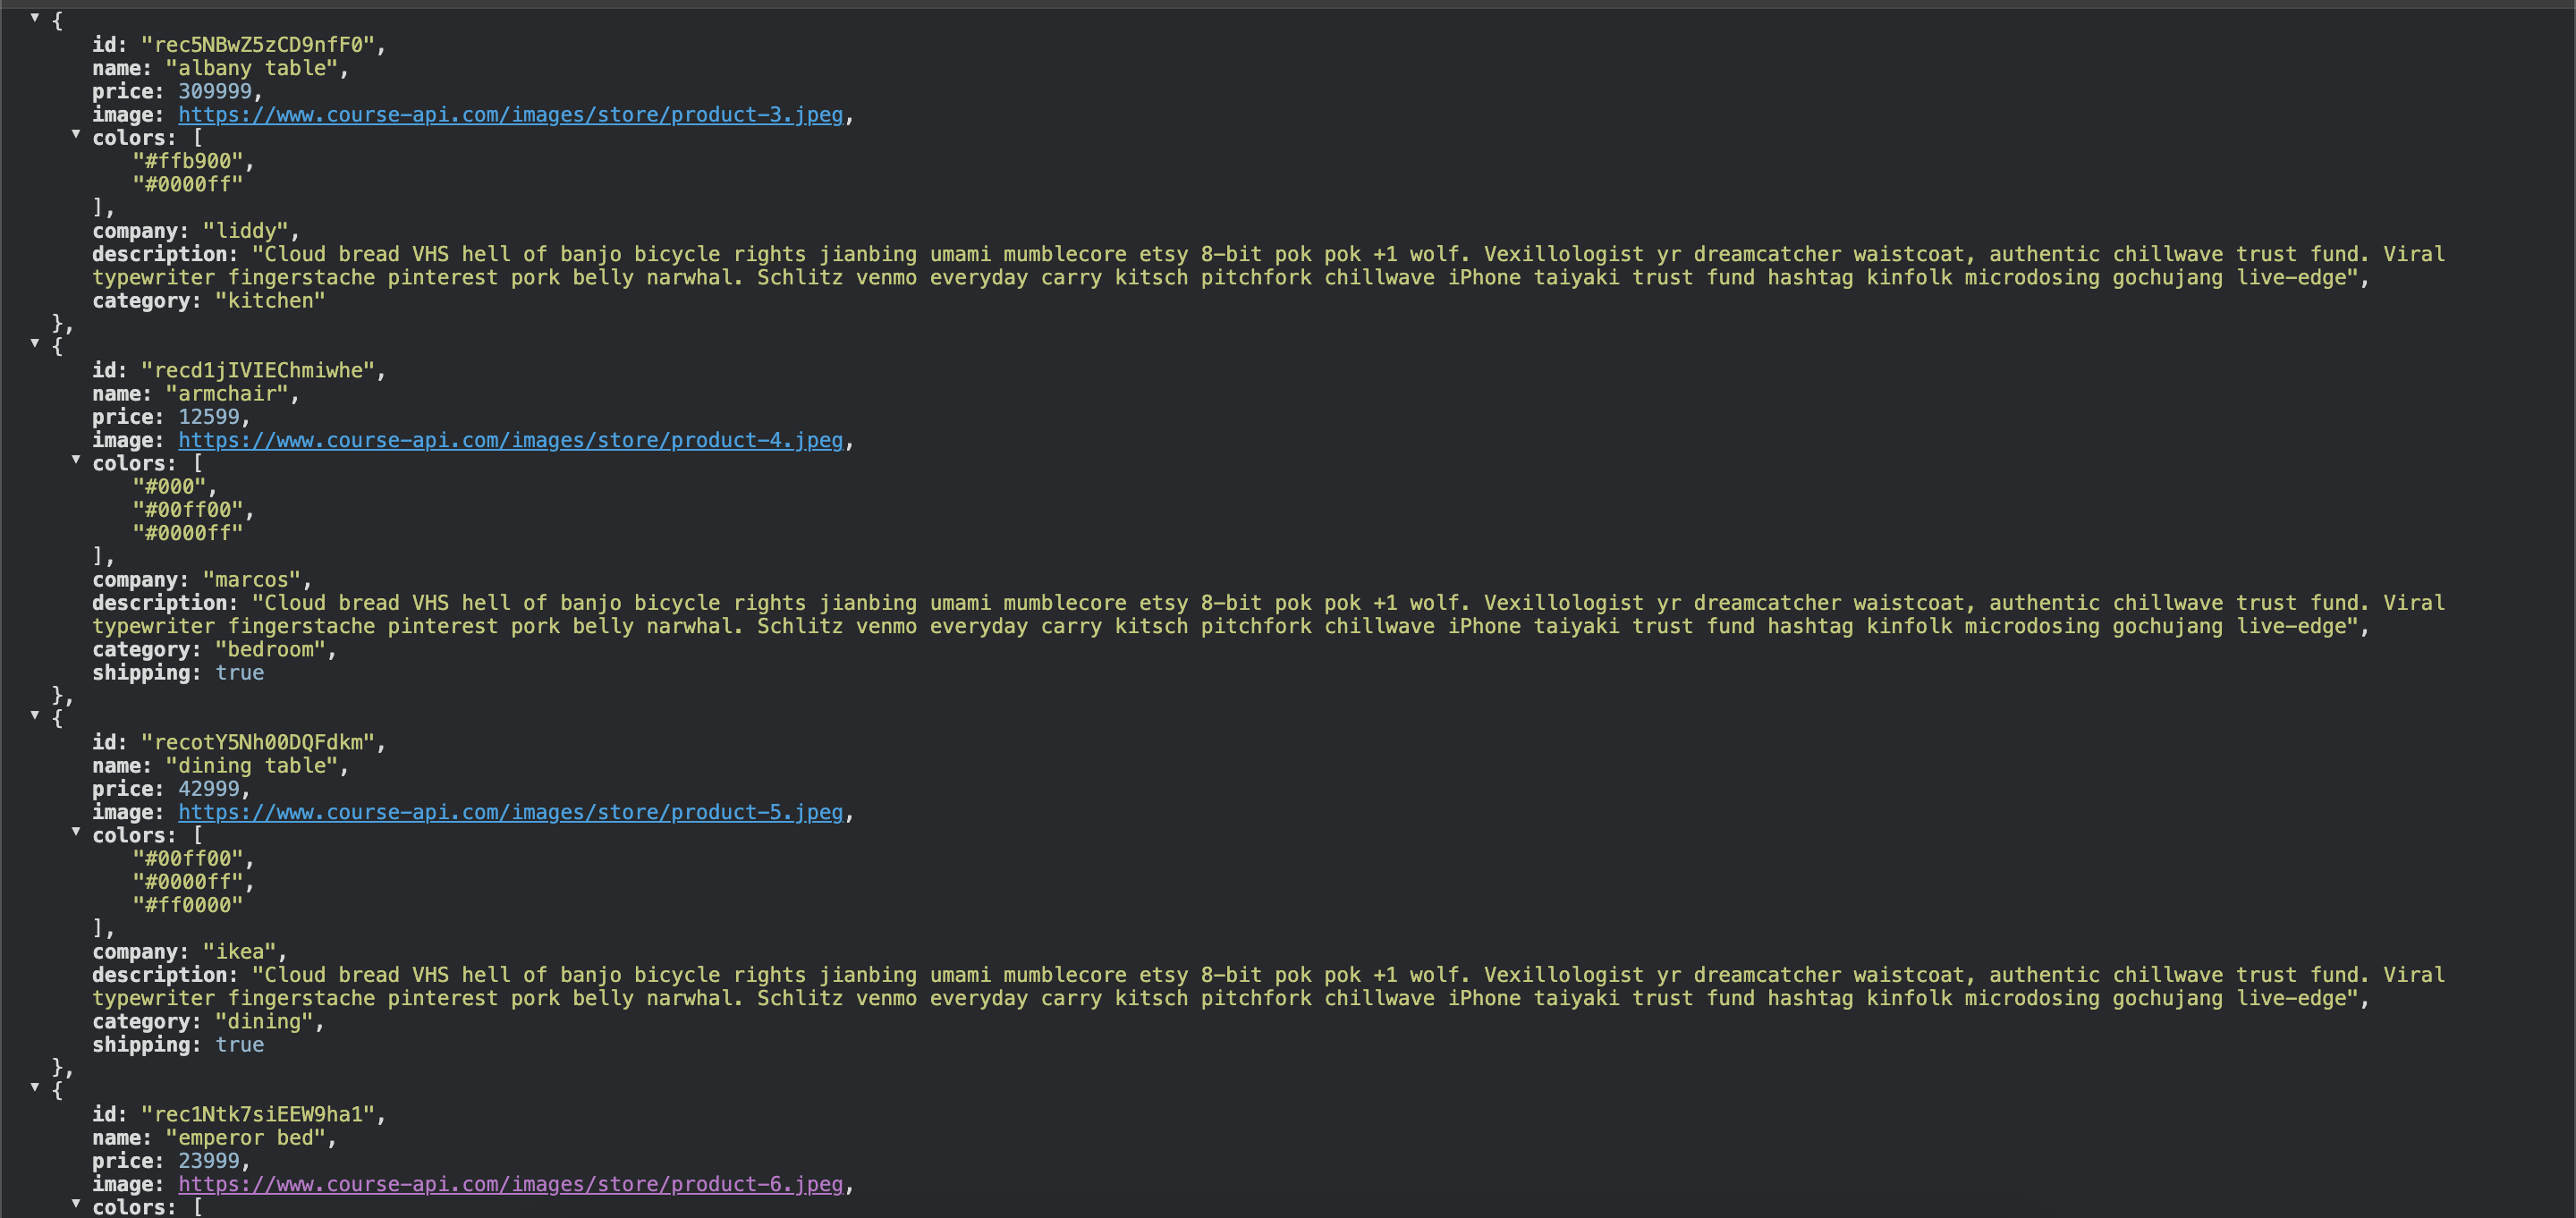 ▼ {
id: "rec5NBwZ5zCD9nfF0",
name: "albany table",
price: 309999,
image: https://www.course-api.com/images/store/product-3.jpeg,
▼ colors: [
"#ffb900",
"#0000ff"
],
company: "liddy",
description: "Cloud bread VHS hell of banjo bicycle rights jianbing umami mumblecore etsy 8-bit pok pok +1 wolf. Vexillologist yr dreamcatcher waistcoat, authentic chillwave trust fund. Viral
typewriter fingerstache pinterest pork belly narwhal. Schlitz venmo everyday carry kitsch pitchfork chillwave iPhone taiyaki trust fund hashtag kinfolk microdosing gochujang live-edge",
category: "kitchen"
},
▼ {
id: "recd1jIVIEChmiwhe",
name: "armchair",
price: 12599,
image: https://www.course-api.com/images/store/product-4.jpeg,
▼ colors: [
"#000",
"#00ff00",
"#0000ff"
],
company: "marcos",
description: "Cloud bread VHS hell of banjo bicycle rights jianbing umami mumblecore etsy 8-bit pok pok +1 wolf. Vexillologist yr dreamcatcher waistcoat, authentic chillwave trust fund. Viral
typewriter fingerstache pinterest pork belly narwhal. Schlitz venmo everyday carry kitsch pitchfork chillwave iPhone taiyaki trust fund hashtag kinfolk microdosing gochujang live-edge",
category: "bedroom",
shipping: true
},
▼ {
id: "recotY5Nh00DQFdkm",
name: "dining table",
price: 42999,
image: https://www.course-api.com/images/store/product-5.jpeg,
▼ colors: [
"#00ff00",
"#0000ff",
"#ff0000"
],
company: "ikea",
description: "Cloud bread VHS hell of banjo bicycle rights jianbing umami mumblecore etsy 8-bit pok pok +1 wolf. Vexillologist yr dreamcatcher waistcoat, authentic chillwave trust fund. Viral
typewriter fingerstache pinterest pork belly narwhal. Schlitz venmo everyday carry kitsch pitchfork chillwave iPhone taiyaki trust fund hashtag kinfolk microdosing gochujang live-edge",
category: "dining",
shipping: true
},
▼ {
id: "rec1Ntk7siEEW9ha1",
name: "emperor bed",
price: 23999,
image: https://www.course-api.com/images/store/product-6.jpeg,
▼ colors: [